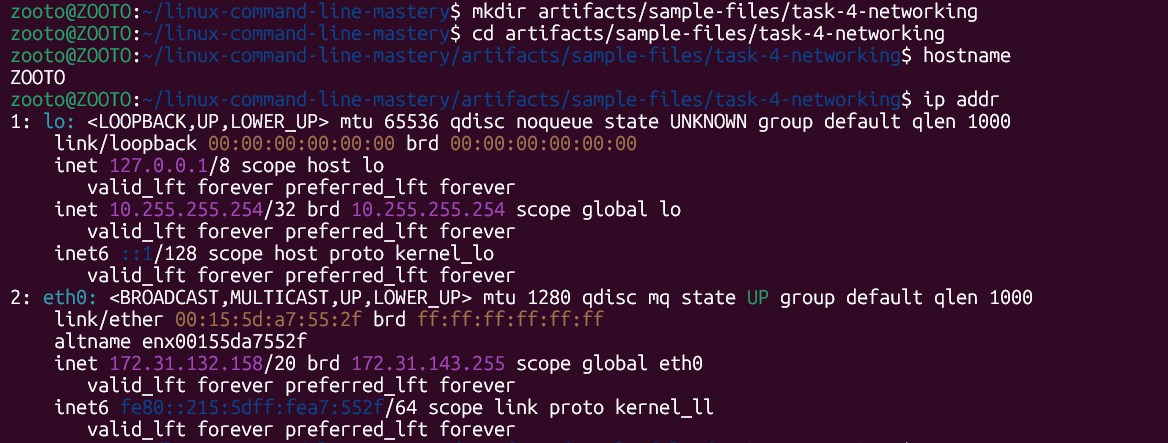 zooto@ZOOTO:~/linux-command-line-mastery$ mkdir artifacts/sample-files/task-4-networking
zooto@ZOOTO:~/linux-command-line-mastery$ cd artifacts/sample-files/task-4-networking
zooto@ZOOTO:~/linux-command-line-mastery/artifacts/sample-files/task-4-networking$ hostname
ZOOTO
zooto@ZOOTO:~/linux-command-line-mastery/artifacts/sample-files/task-4-networking$ ip addr
1: lo: <LOOPBACK,UP,LOWER_UP> mtu 65536 qdisc noqueue state UNKNOWN group default qlen 1000
    link/loopback 00:00:00:00:00:00 brd 00:00:00:00:00:00
    inet 127.0.0.1/8 scope host lo
       valid_lft forever preferred_lft forever
    inet 10.255.255.254/32 brd 10.255.255.254 scope global lo
       valid_lft forever preferred_lft forever
    inet6 ::1/128 scope host proto kernel_lo
       valid_lft forever preferred_lft forever
2: eth0: <BROADCAST,MULTICAST,UP,LOWER_UP> mtu 1280 qdisc mq state UP group default qlen 1000
    link/ether 00:15:5d:a7:55:2f brd ff:ff:ff:ff:ff:ff
    altname enx00155da7552f
    inet 172.31.132.158/20 brd 172.31.143.255 scope global eth0
       valid_lft forever preferred_lft forever
    inet6 fe80::215:5dff:fea7:552f/64 scope link proto kernel_ll
       valid_lft forever preferred_lft forever